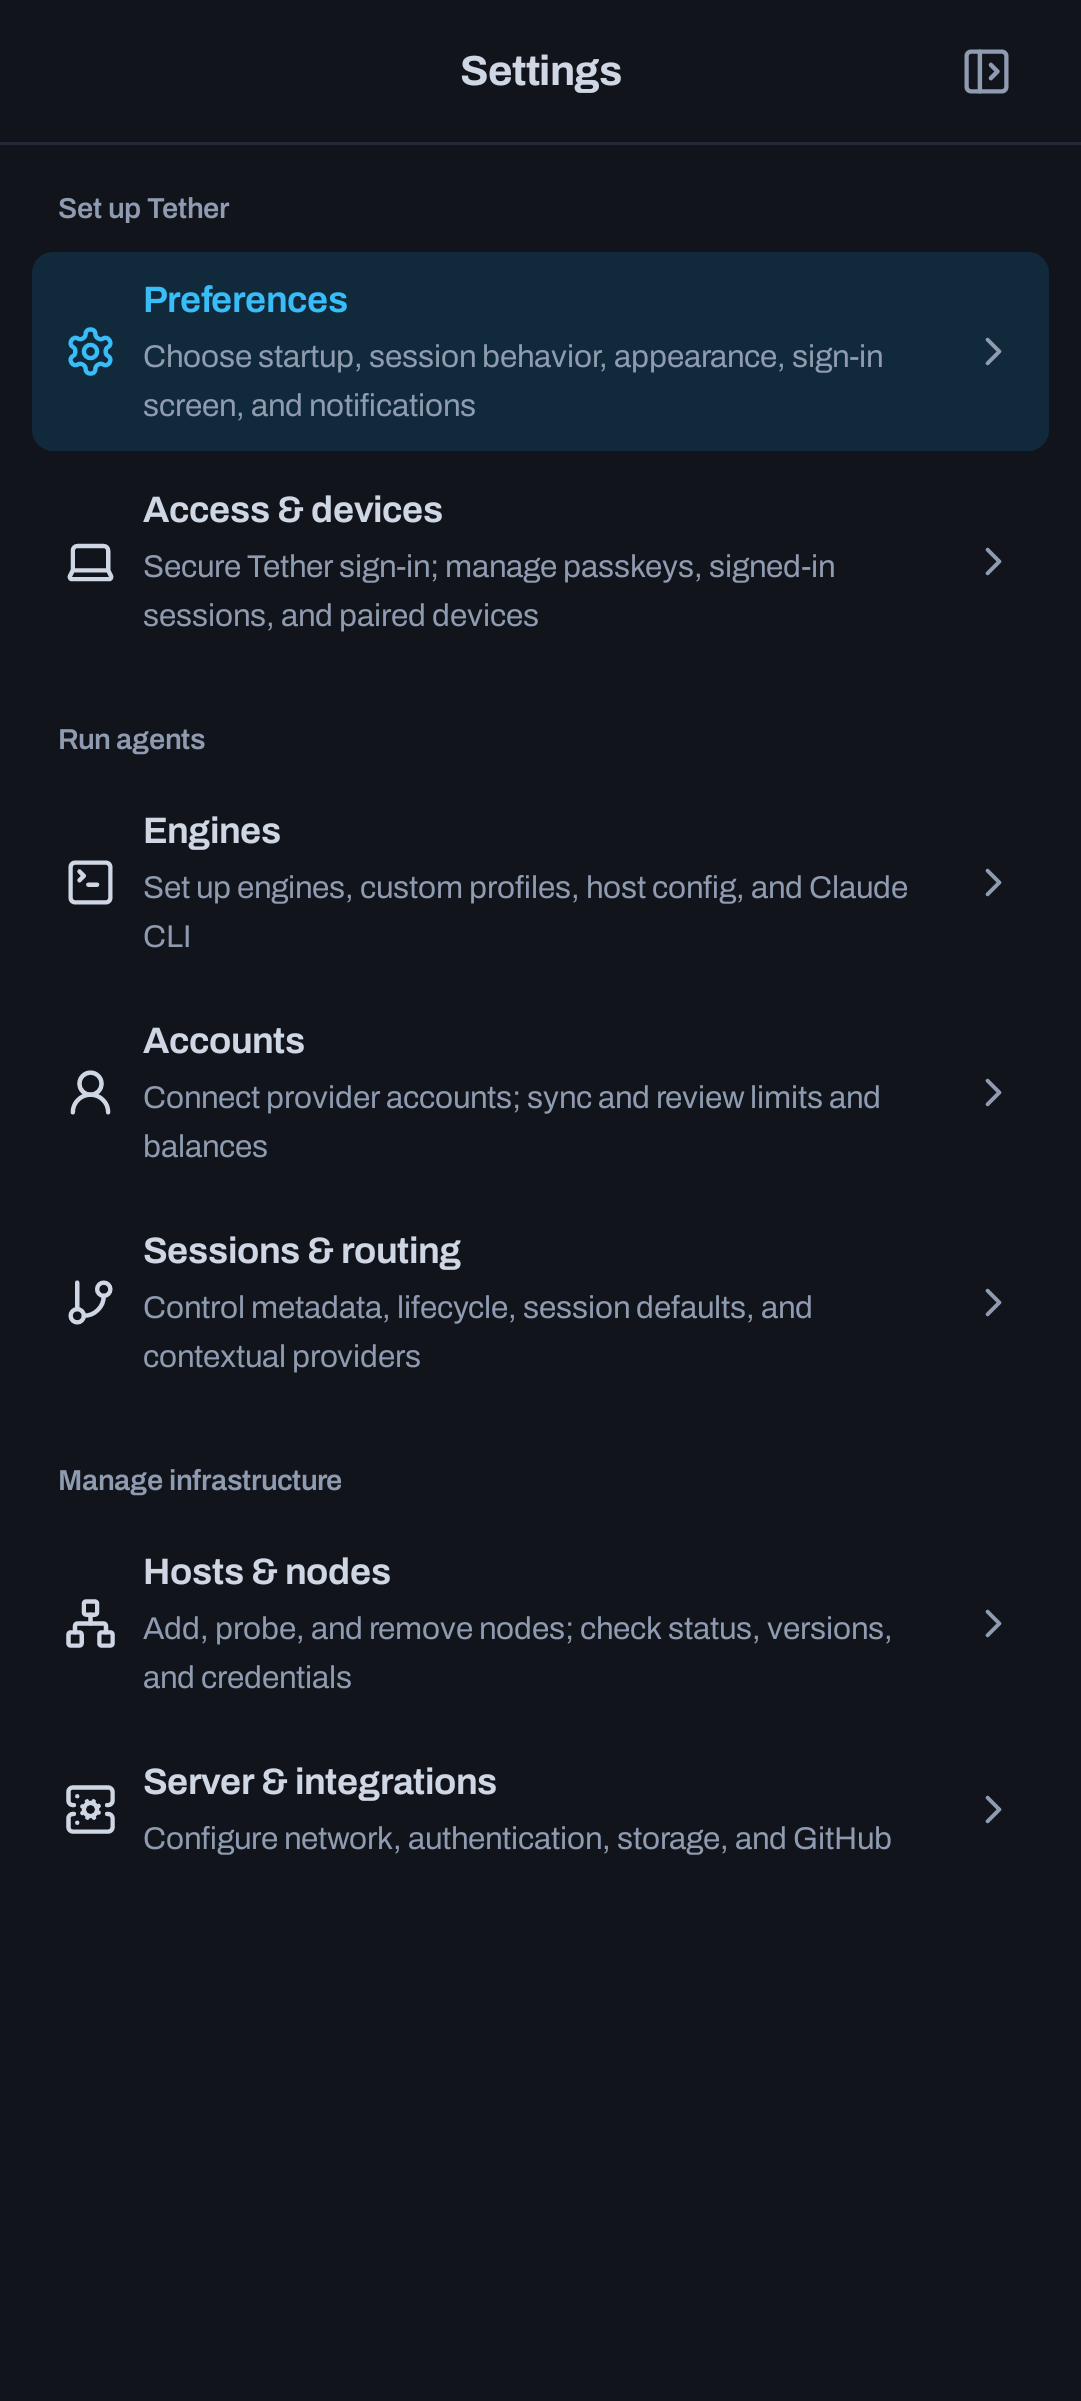 Settings
Set up Tether
Preferences
Choose startup, session behavior, appearance, sign-in
screen, and notifications
Access & devices
Secure Tether sign-in; manage passkeys, signed-in
sessions, and paired devices
Run agents
Engines
Set up engines, custom profiles, host config, and Claude
CLI
Accounts
Connect provider accounts; sync and review limits and
balances
Sessions & routing
Control metadata, lifecycle, session defaults, and
contextual providers
Manage infrastructure
Hosts & nodes
Add, probe, and remove nodes; check status, versions,
and credentials
Server & integrations
Configure network, authentication, storage, and GitHub